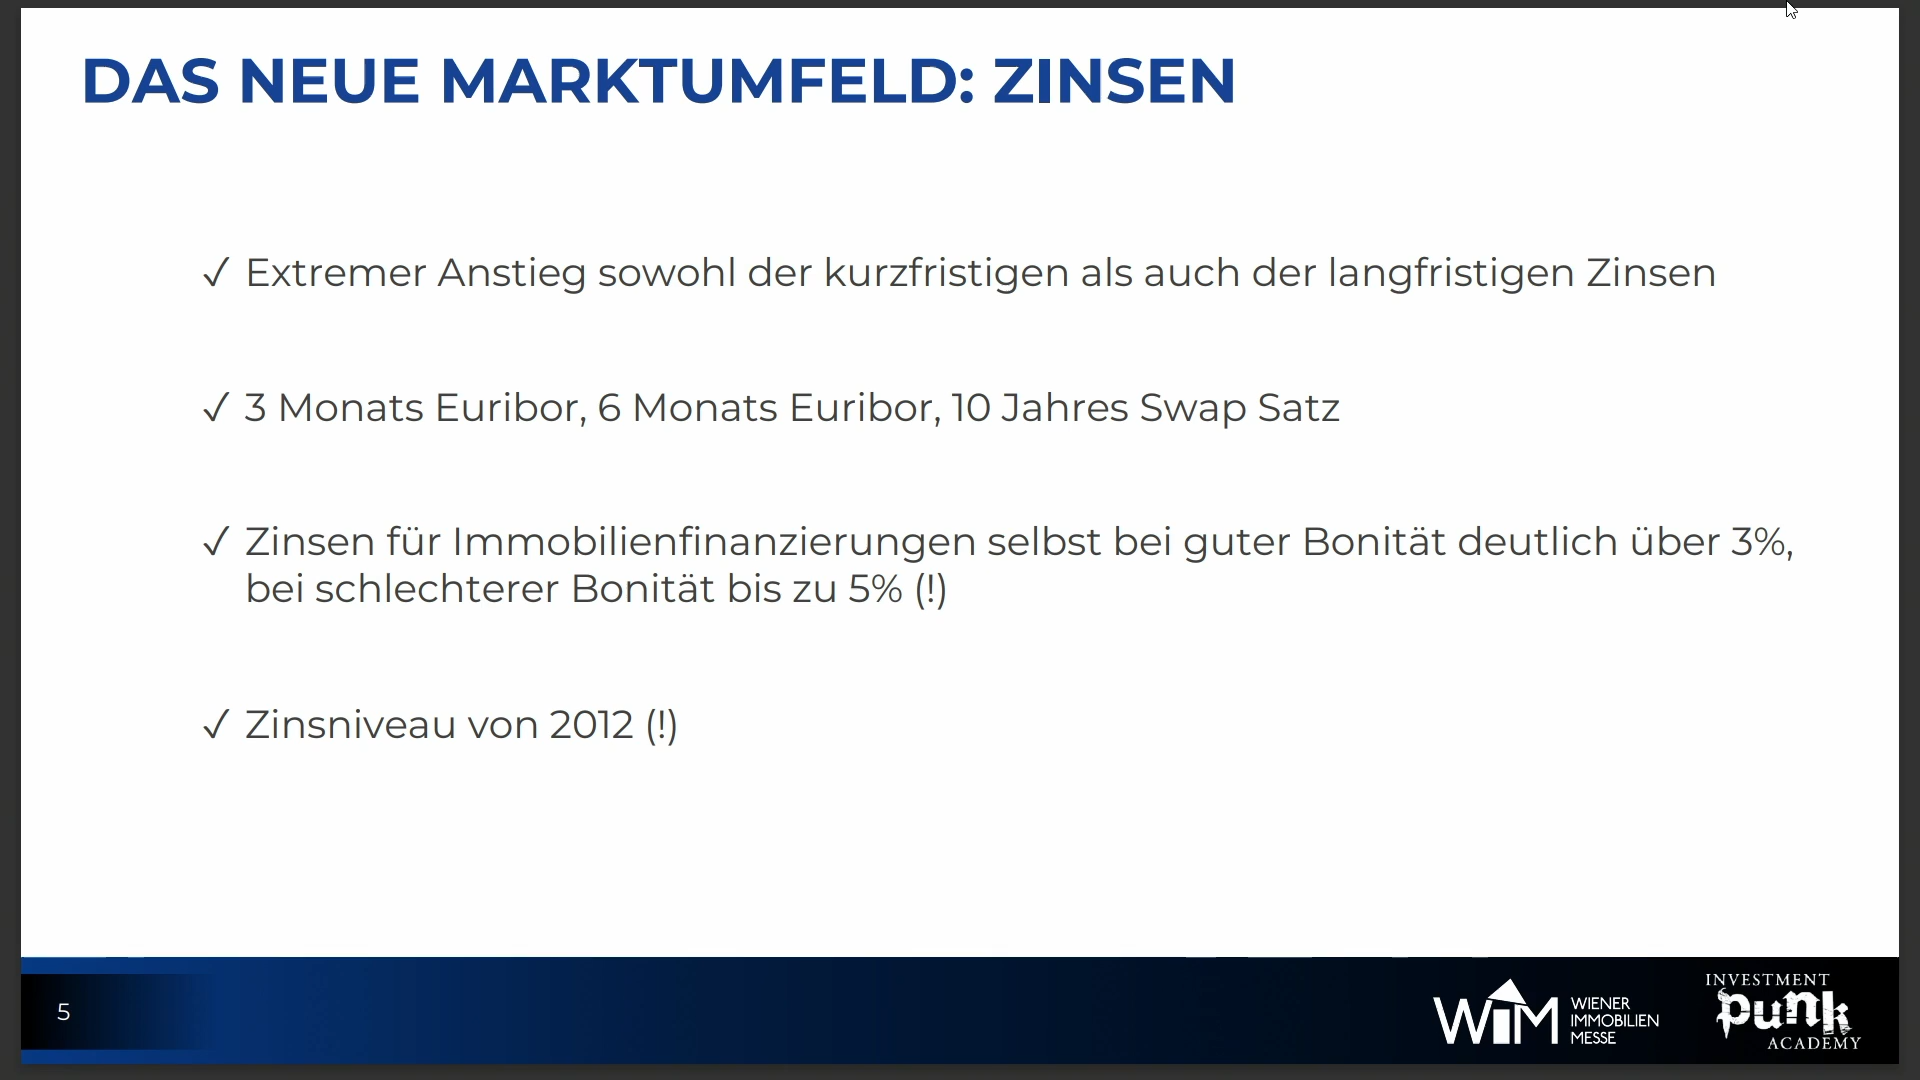 DAS NEUE MARKTUMFELD: ZINSEN
✓ Extremer Anstieg sowohl der kurzfristigen als auch der langfristigen Zinsen
✓ 3 Monats Euribor, 6 Monats Euribor, 10 Jahres Swap Satz
✓ Zinsen für Immobilienfinanzierungen selbst bei guter Bonität deutlich über 3%,
bei schlechterer Bonität bis zu 5% (!)
✓ Zinsniveau von 2012 (!)
5
WIM
WIENER
IMMOBILIEN
MESSE
INVESTMENT
punk
ACADEMY